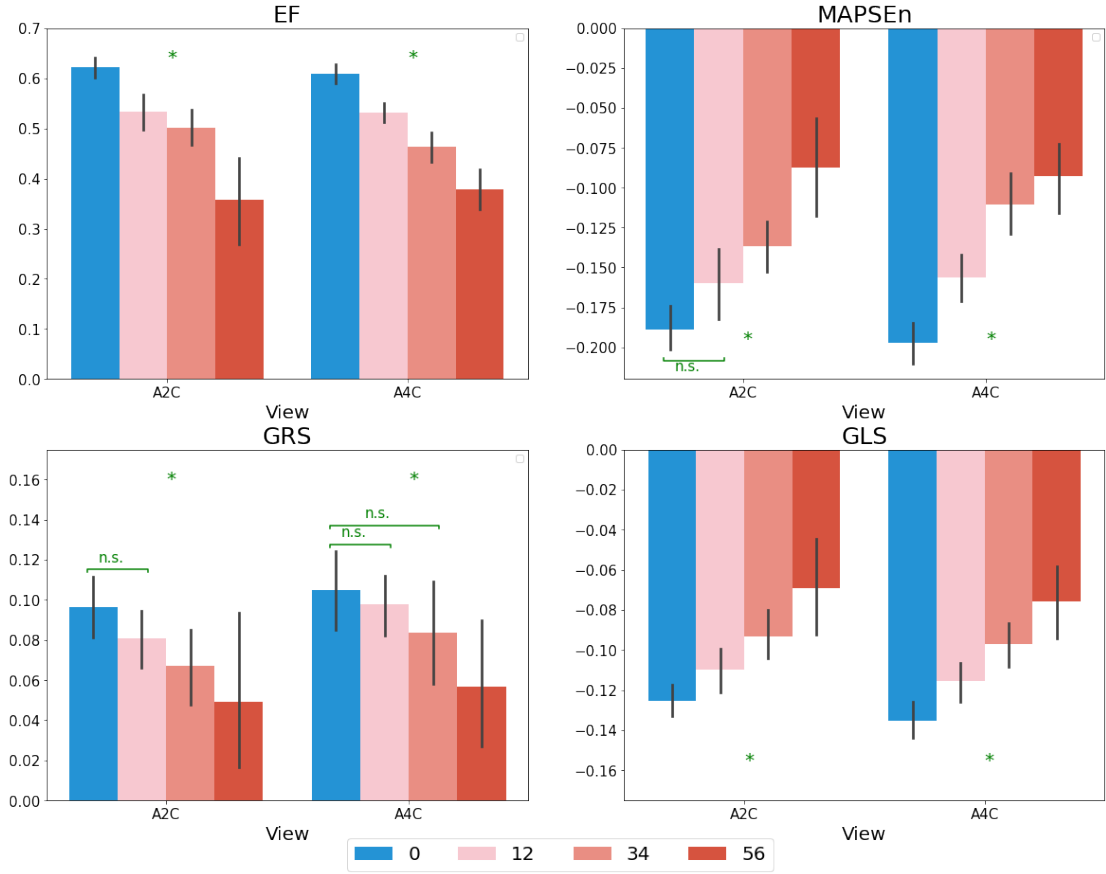 EF
0.7
0.6
0.5
0.4
0.3
0.2
0.1
0.0
*
*
A2C
A4C
View
MAPSEn
0.000
−0.025
−0.050
−0.075
−0.100
−0.125
−0.150
−0.175
−0.200
n.s.
*
*
A2C
A4C
View
GRS
0.16
0.14
0.12
0.10
0.08
0.06
0.04
0.02
0.00
*
*
n.s.
n.s.
n.s.
A2C
A4C
View
GLS
0.00
−0.02
−0.04
−0.06
−0.08
−0.10
−0.12
−0.14
−0.16
*
*
A2C
A4C
View
0 12 34 56